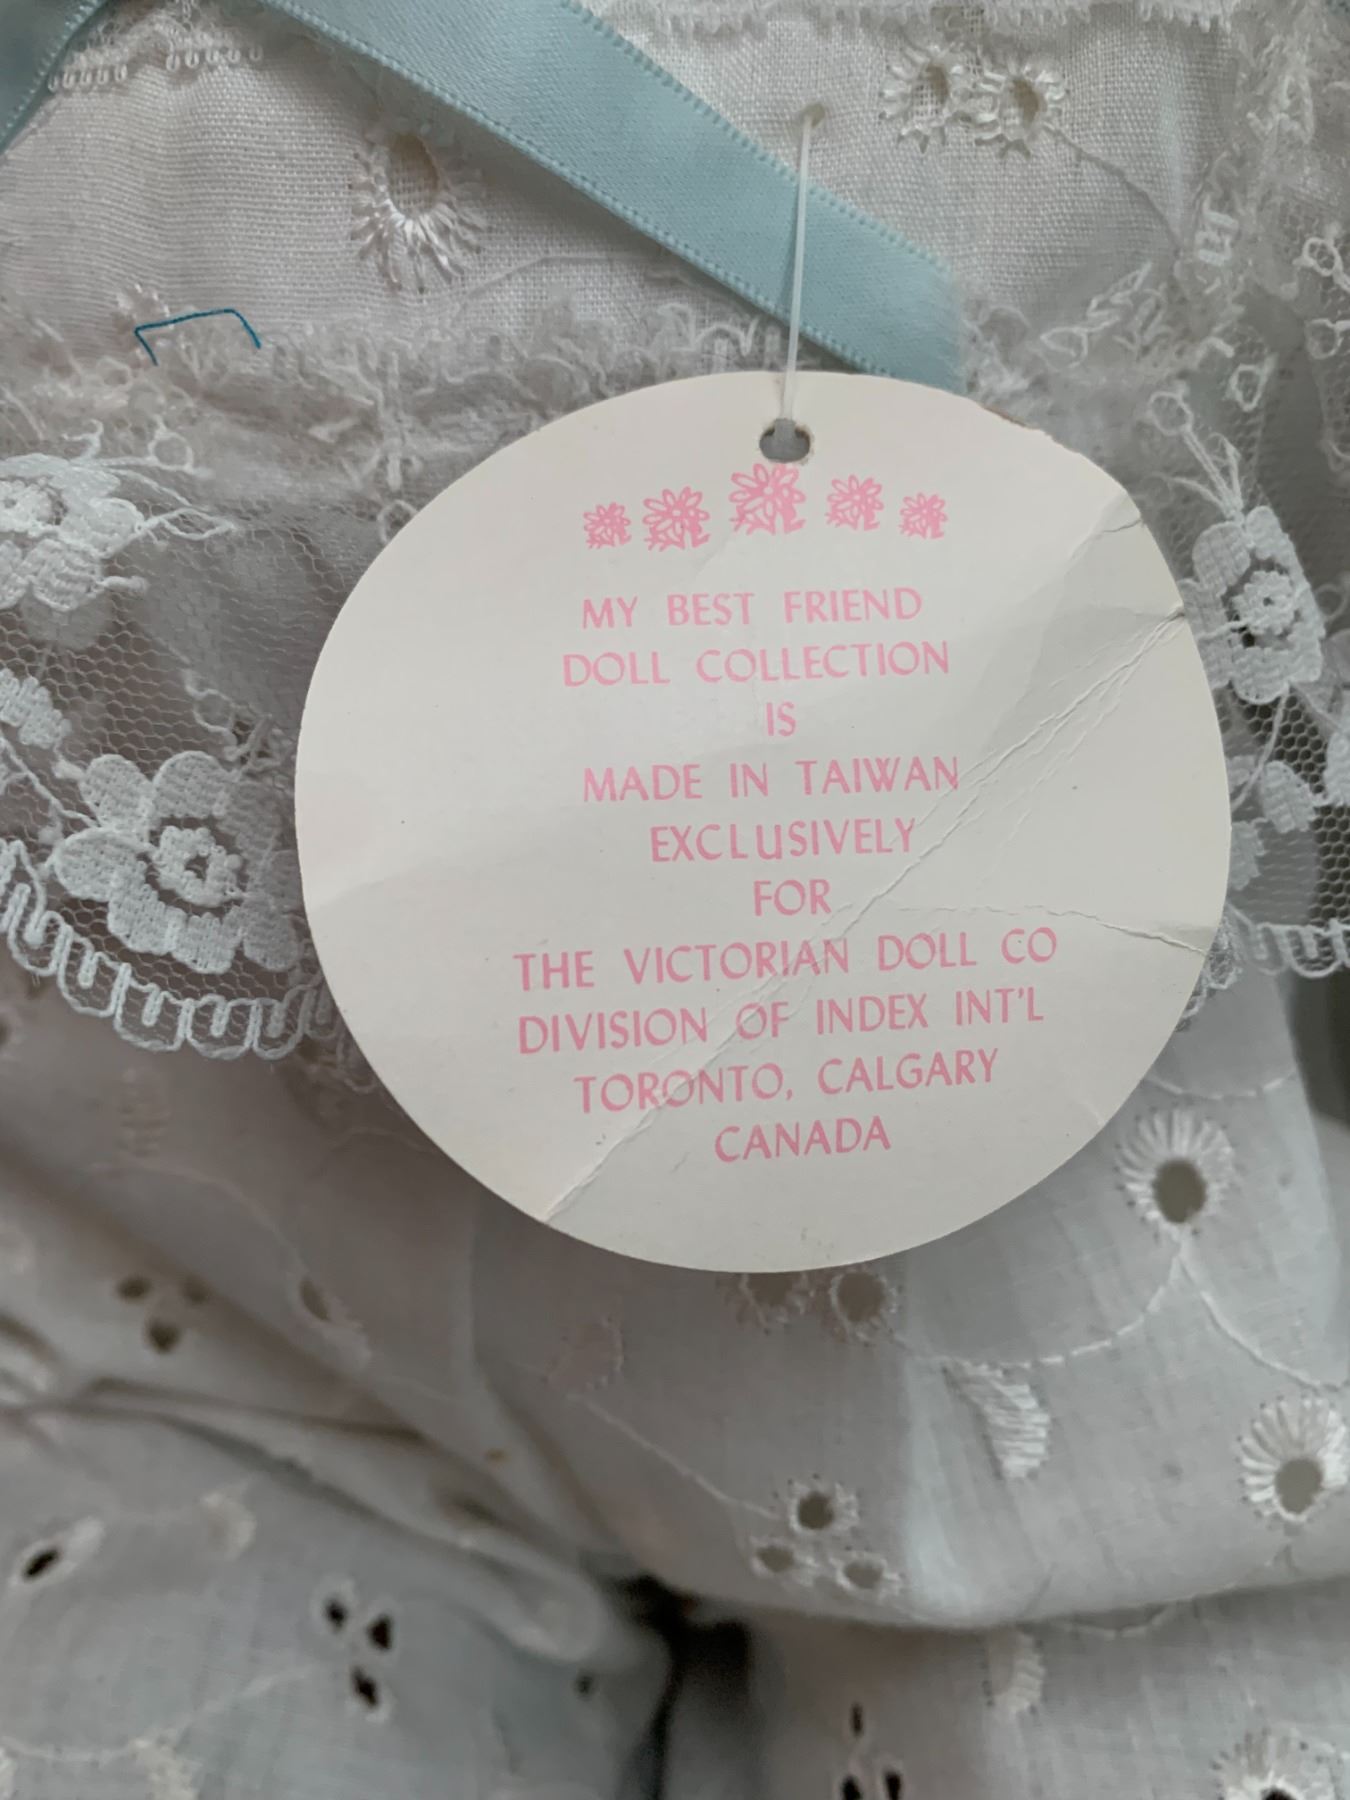 MY BEST FRIEND
DOLL COLLECTION
IS
MADE IN TAIWAN
EXCLUSIVELY
FOR
THE VICTORIAN DOLL CO
DIVISION OF INDEX INT'L
TORONTO, CALGARY
CANADA